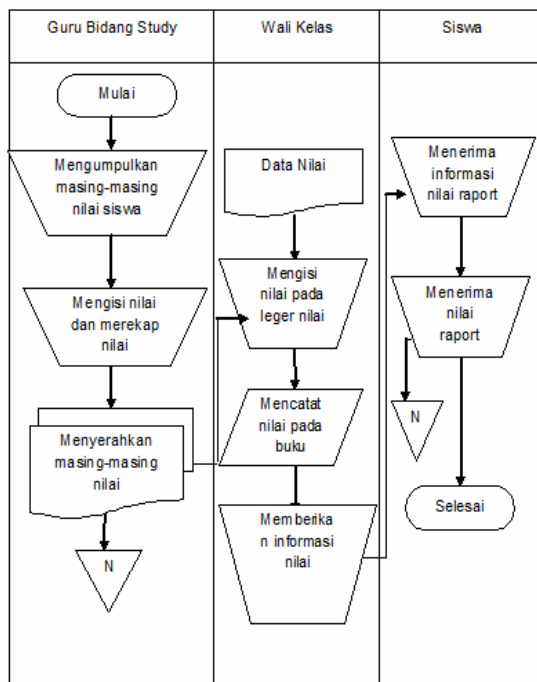 Guru Bidang Study
Wali Kelas
Siswa
Mulai
Mengumpulkan
masing-masing
nilai siswa
Mengisi nilai
dan merekap
nilai
Menyerahkan
masing-masing
nilai
N
Data Nilai
Mengisi
nilai pada
leger nilai
Mencatat
nilai pada
buku
Memberika
n informasi
nilai
Menerima
informasi
nilai raport
Menerima
nilai
raport
N
Selesai